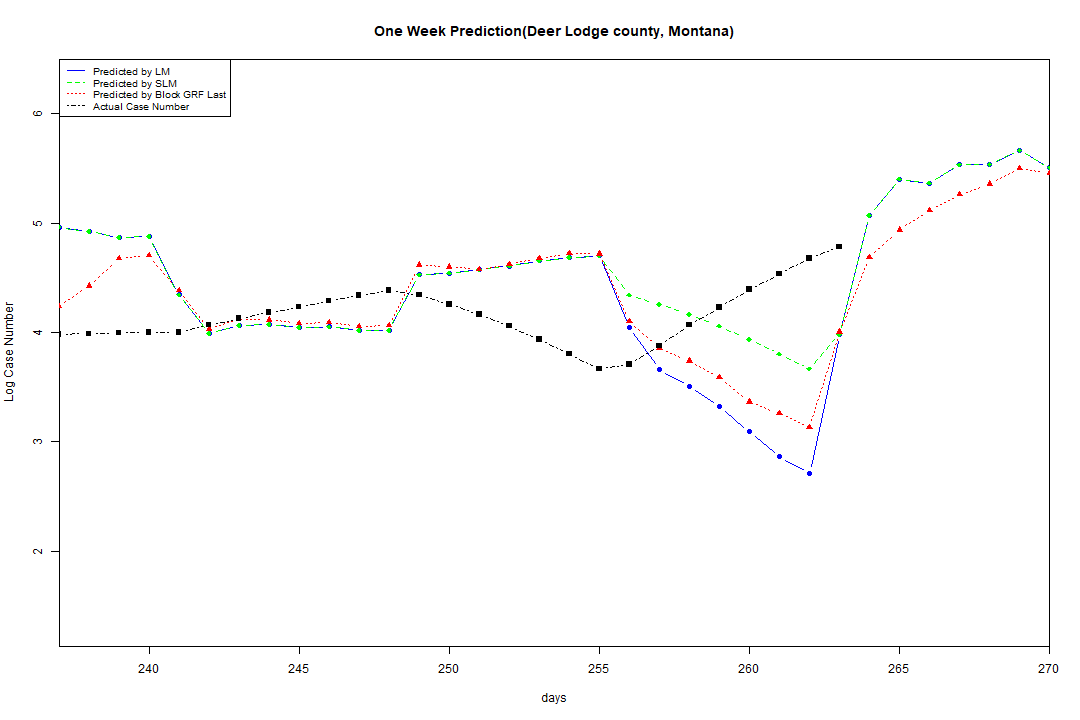 One Week Prediction(Deer Lodge county, Montana)
Predicted by LM
Predicted by SLM
Predicted by Block GRF Last
Actual Case Number
6
5
4
3
2
Log Case Number
240 245 250 255 260 265 270
days